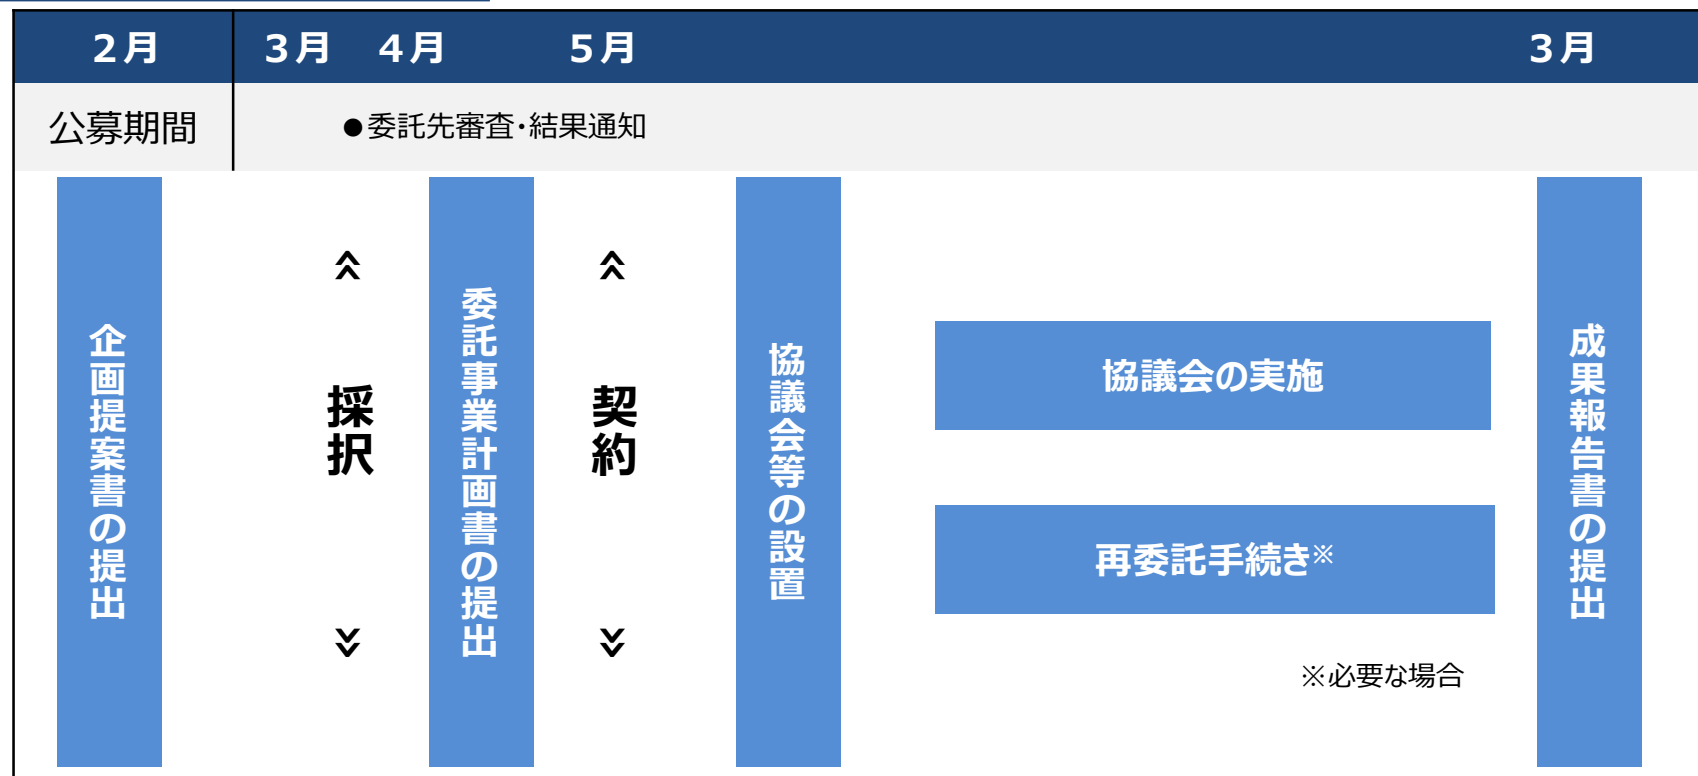 ２月
３月
４月
５月
３月
公募期間
●委託先審査・結果通知
企画提案書の提出
《
採択
》
委託事業計画書の提出
《
契約
》
協議会等の設置
協議会の実施
再委託手続き※
※必要な場合
成果報告書の提出